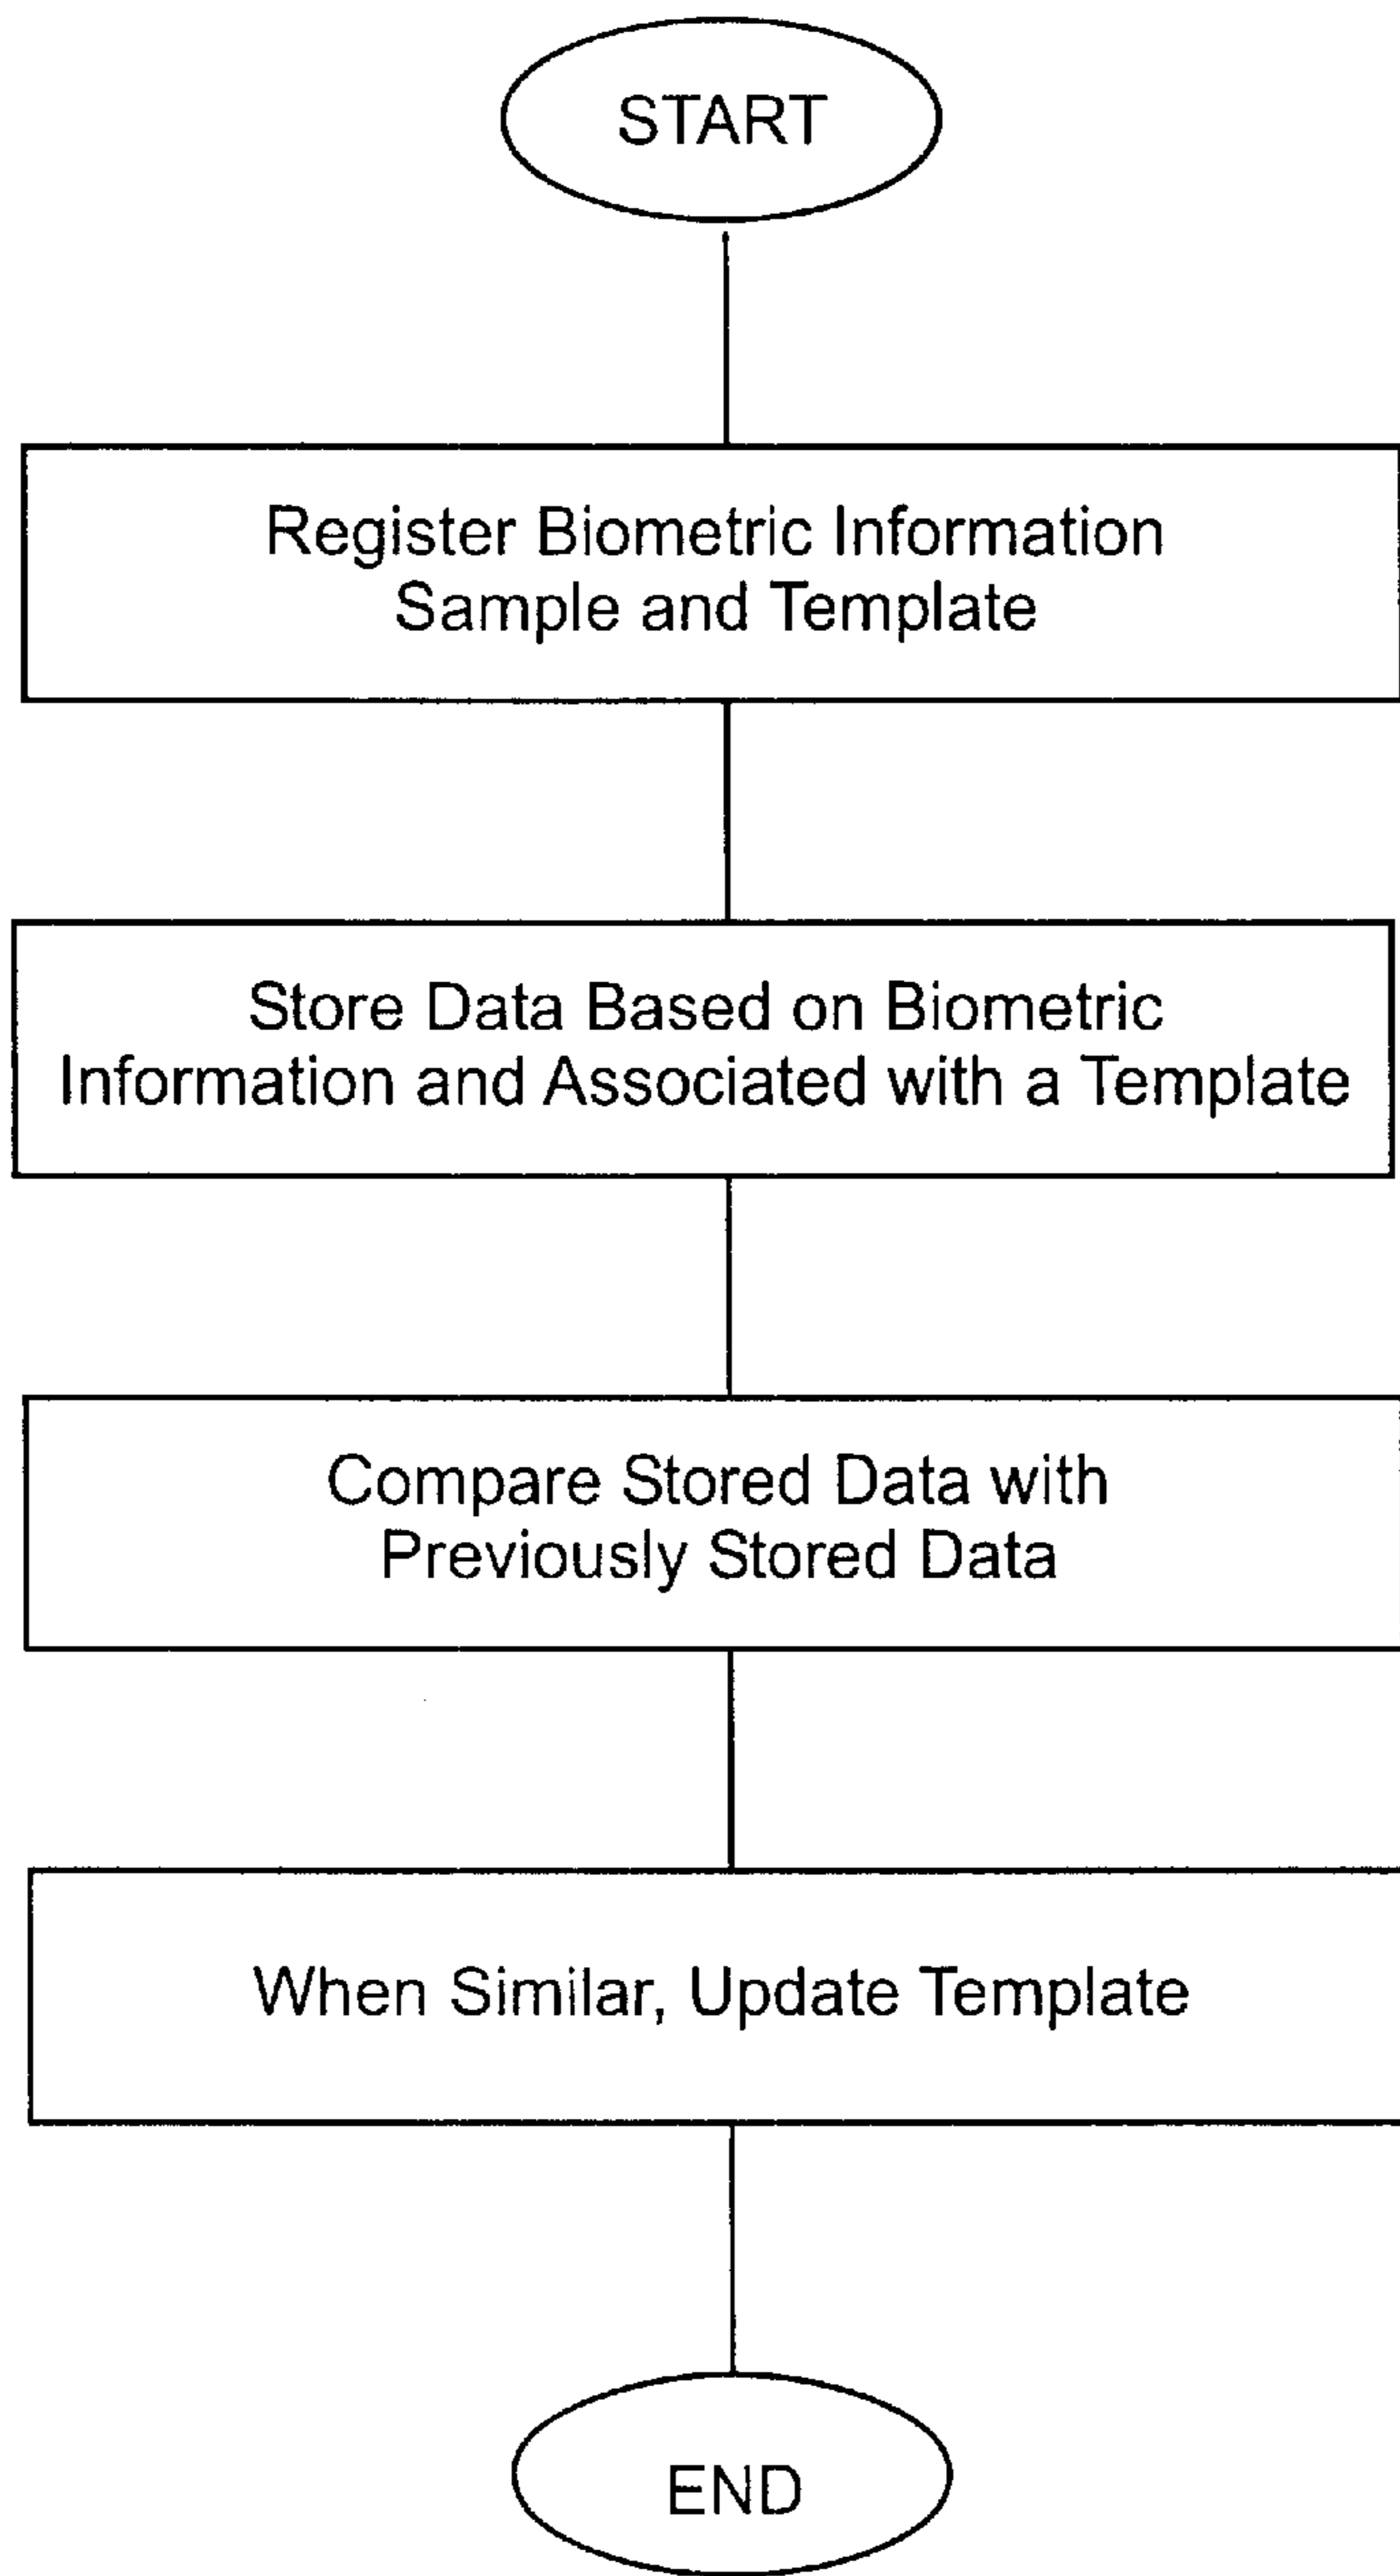 START
Register Biometric Information
Sample and Template
Store Data Based on Biometric
Information and Associated with a Template
Compare Stored Data with
Previously Stored Data
When Similar, Update Template
END